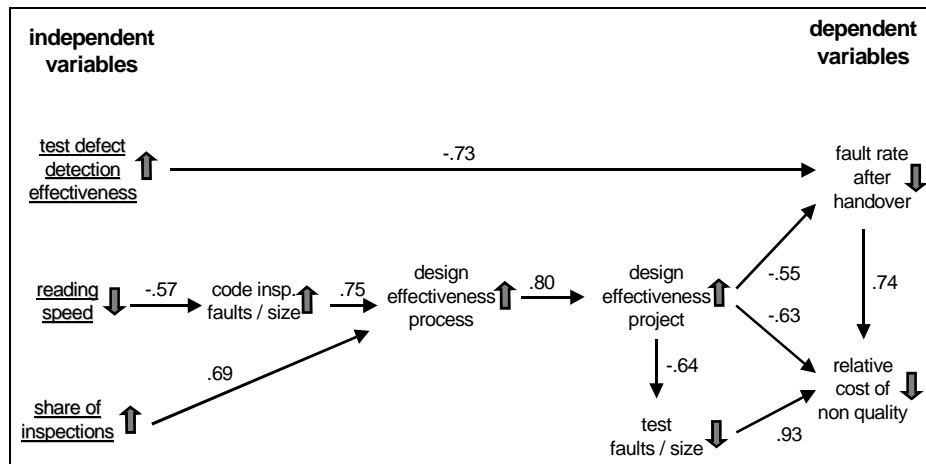 independent
variables
dependent
variables
test defect
detection
effectiveness
-.73
fault rate
after
handover
reading
speed
-.57
code insp.
faults / size
.75
design
effectiveness
process
.80
design
effectiveness
project
-.55
-.63
.74
.69
-.64
share of
inspections
test
faults / size
.93
relative
cost of
non quality